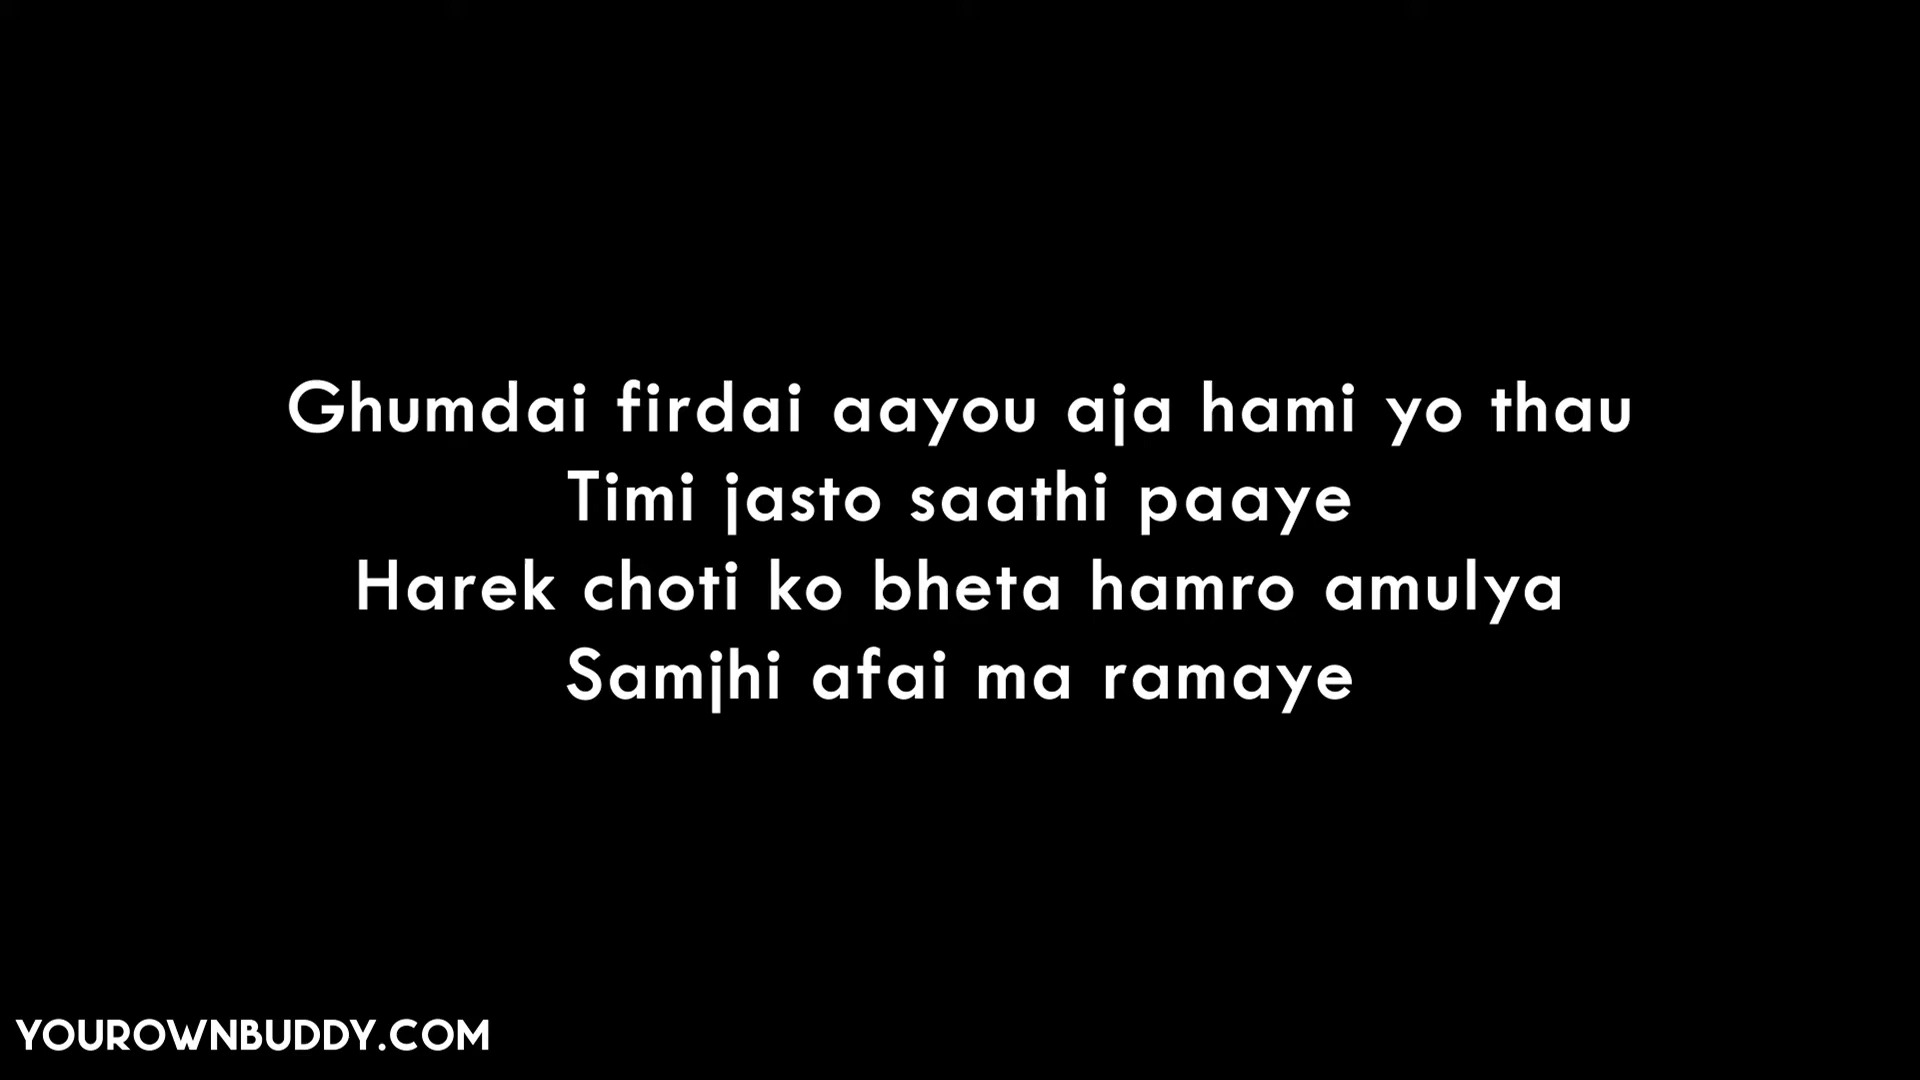 Ghumdai firdai aayou aja hami yo thau
Timi jasto saathi paaye
Harek choti ko bheta hamro amulya
Samjhi afai ma ramaye
YOUROWNBUDDY.COM